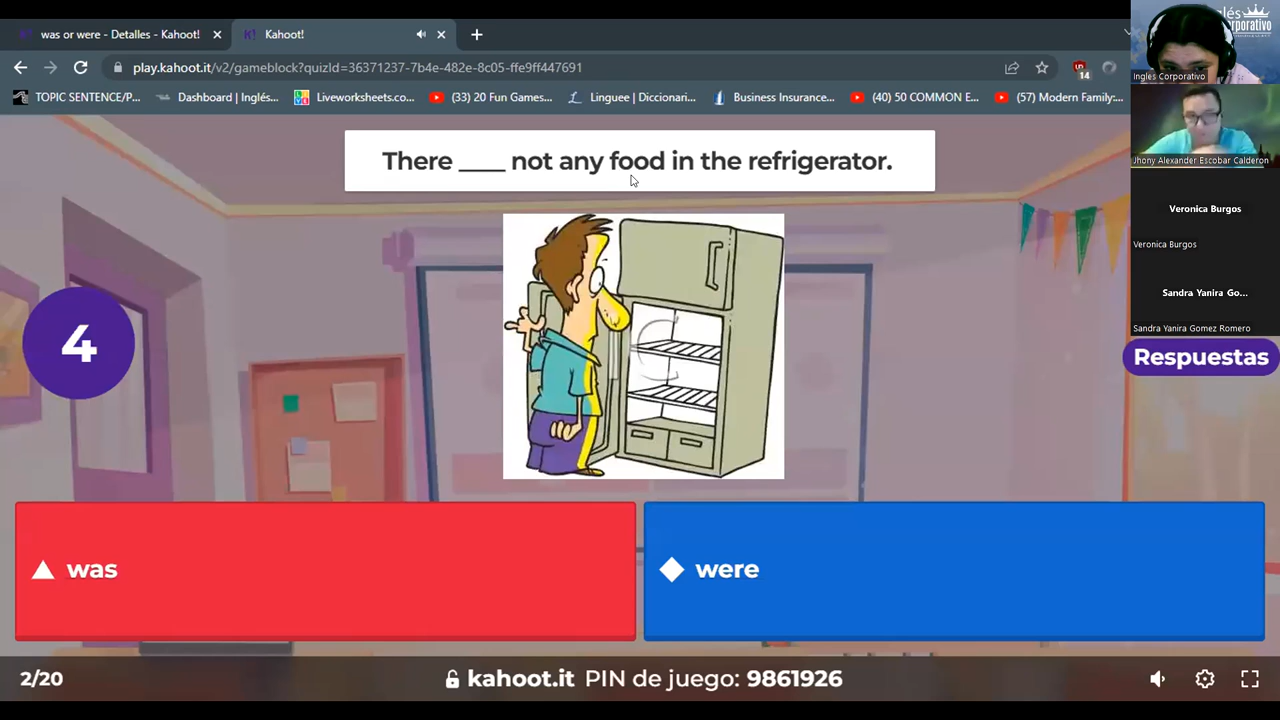 was or were - Detalles - Kahoot!
Kahoot!
play.kahoot.it/v2/gameblock?quizId=36371237-7b4e-482e-8c05-ffe9ff447691
14
TOPIC SENTENCE/P...
Dashboard | Inglés...
Liveworksheets.co...
(33) 20 Fun Games...
Linguee | Diccionari...
Business Insurance...
(40) 50 COMMON E...
(57) Modern Family:...
Ingles Corporativo
Jhony Alexander Escobar Calderon
Veronica Burgos
Veronica Burgos
Sandra Yanira Go...
Sandra Yanira Gomez Romero
There ____ not any food in the refrigerator.
4
Respuestas
was
were
2/20
kahoot.it PIN de juego: 9861926